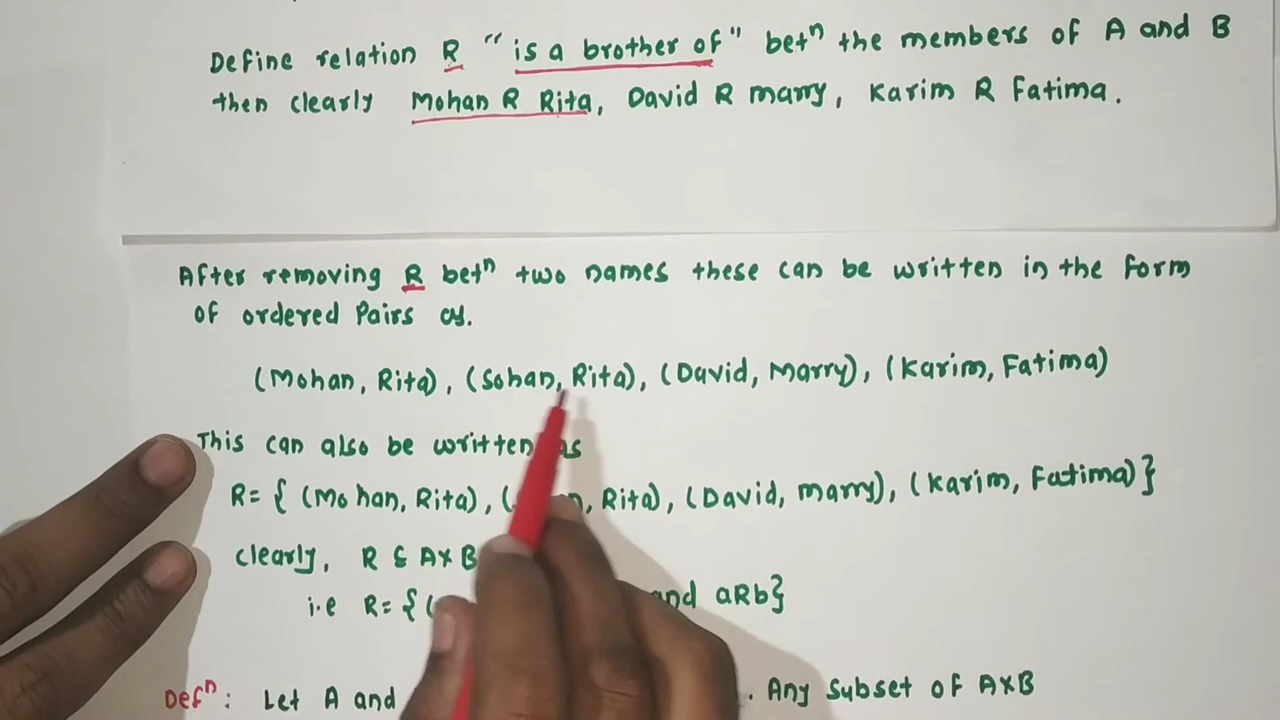 Define relation R "is a brother of" betn the members of A and B
then clearly Mohan R Rita, David R marry, Karim R Fatima.
After removing R betn two names these can be written in the form
of ordered Pairs as.
(Mohan, Rita), (Sohan, Rita), (David, Marry), (Karim, Fatima)
This can also be written as
R= { (Mohan, Rita), ( n, Rita), (David, marry), (Karim, Fatima)}
clearly, R ⊆ A×B
i.e R= {( and aRb}
Defn: Let A and . Any Subset of A×B